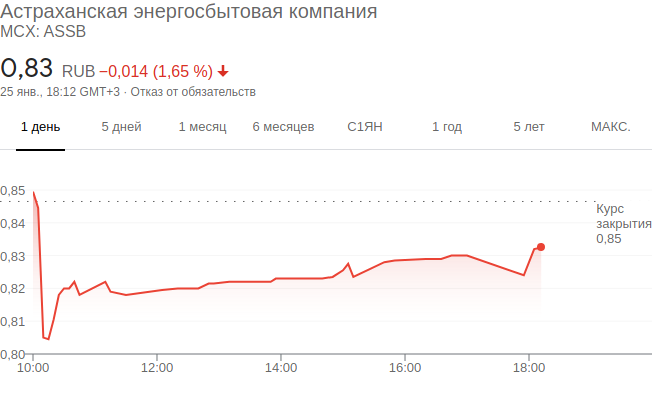 Астраханская энергосбытовая компания
MCX: ASSB
0,83 RUB −0,014 (1,65 %) ↓
25 янв., 18:12 GMT+3 · Отказ от обязательств
1 день 5 дней 1 месяц 6 месяцев С1ЯН 1 год 5 лет МАКС.
0,85
Курс
закрытия
0,85
0,84
0,83
0,82
0,81
0,80
10:00 12:00 14:00 16:00 18:00